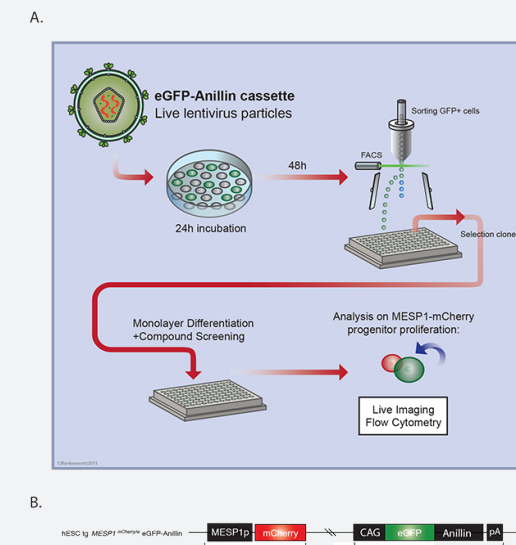 A.
eGFP-Anillin cassette
Live lentivirus particles
Sorting GFP+ cells
FACS
48h
24h incubation
Selection clone
Monolayer Differentiation
+Compound Screening
Analysis on MESP1-mCherry
progenitor proliferation:
Live Imaging
Flow Cytometry
B.
hESC tg MESP1 mCherry/+ eGFP-Anillin
MESP1p
mCherry
CAG
eGFP
Anillin
pA